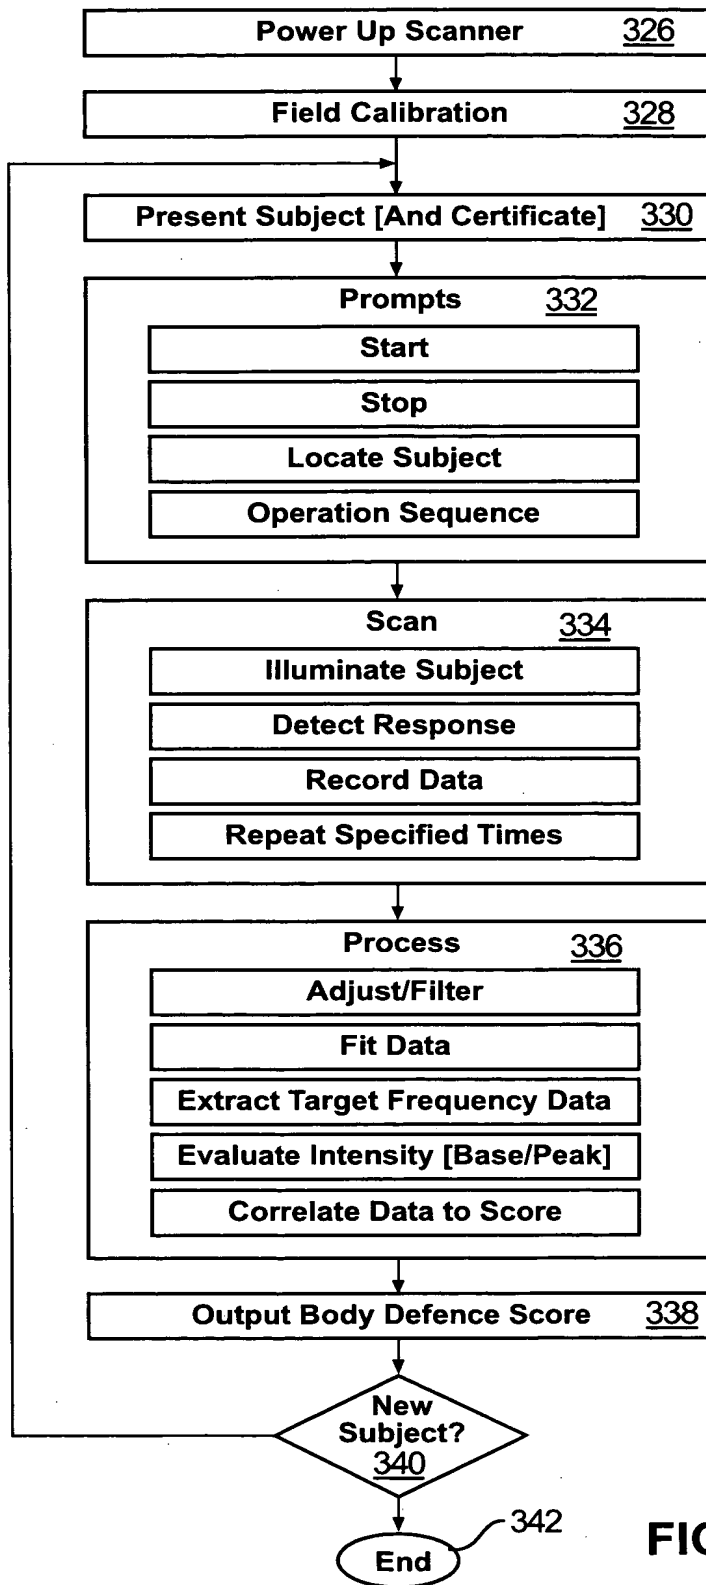 Power Up Scanner 326
Field Calibration 328
Present Subject [And Certificate] 330
Prompts 332
Start
Stop
Locate Subject
Operation Sequence
Scan 334
Illuminate Subject
Detect Response
Record Data
Repeat Specified Times
Process 336
Adjust/Filter
Fit Data
Extract Target Frequency Data
Evaluate Intensity [Base/Peak]
Correlate Data to Score
Output Body Defence Score 338
New
Subject?
340
342
End